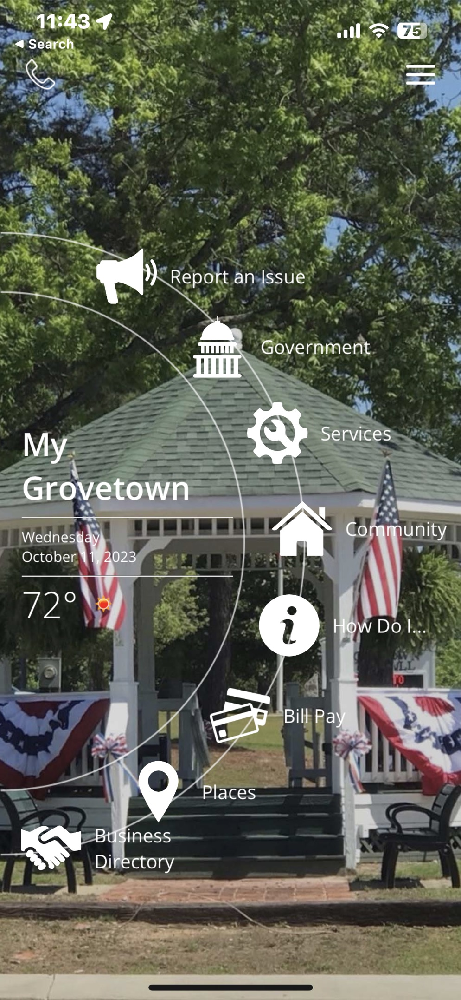 11:43
75
Search
Report an Issue
Government
Services
My
Grovetown
Community
Wednesday
October 11, 2023
72°
How Do I...
Bill Pay
Places
Business
Directory